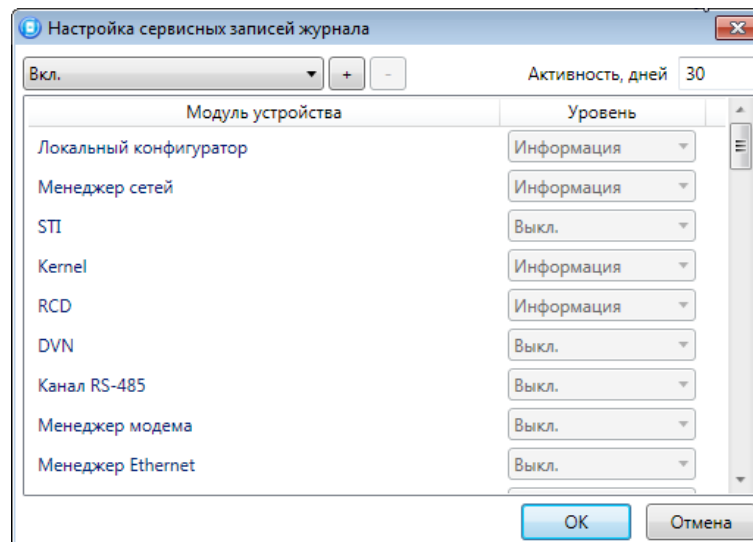 Настройка сервисных записей журнала
Вкл. + - Активность, дней 30
Модуль устройства Уровень
Локальный конфигуратор Информация
Менеджер сетей Информация
STI Выкл.
Kernel Информация
RCD Информация
DVN Выкл.
Канал RS-485 Выкл.
Менеджер модема Выкл.
Менеджер Ethernet Выкл.
OK Отмена